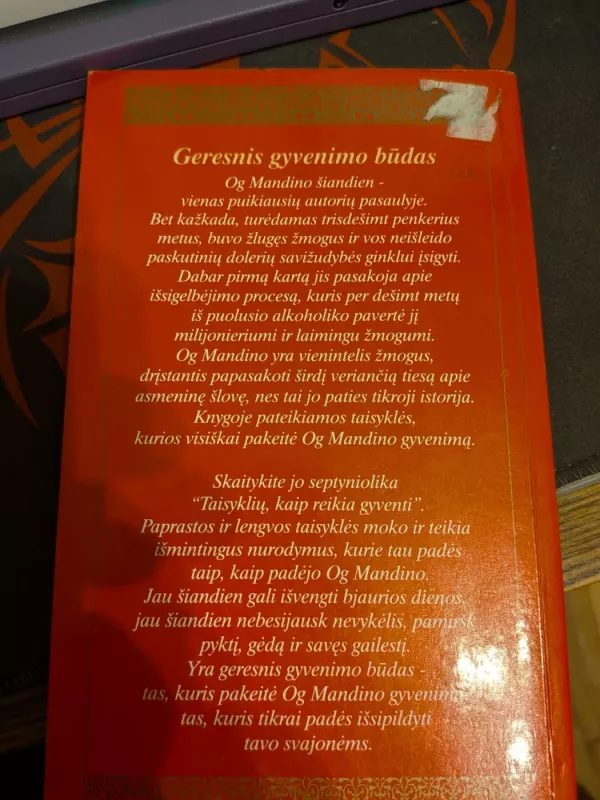 Geresnis gyvenimo būdas
Og Mandino šiandien -
vienas puikiausių autorių pasaulyje.
Bet kažkada, turėdamas trisdešimt penkerius
metus, buvo žlugęs žmogus ir vos neišleido
paskutinių dolerių savižudybės ginklui įsigyti.
Dabar pirmą kartą jis pasakoja apie
išsigelbėjimo procesą, kuris per dešimt metų
iš puolusio alkoholiko pavertė jį
milijonieriumi ir laimingu žmogumi.
Og Mandino yra vienintelis žmogus,
drįstantis papasakoti širdį veriančią tiesą apie
asmeninę šlovę, nes tai jo paties tikroji istorija.
Knygoje pateikiamos taisyklės,
kurios visiškai pakeitė Og Mandino gyvenimą.
Skaitykite jo septyniolika
“Taisyklių, kaip reikia gyventi”.
Paprastos ir lengvos taisyklės moko ir teikia
išmintingus nurodymus, kurie tau padės
taip, kaip padėjo Og Mandino.
Jau šiandien gali išvengti bjaurios dienos,
jau šiandien nebesijausk nevykėlis, pamiršk
pyktį, gėdą ir savęs gailestį.
Yra geresnis gyvenimo būdas -
tas, kuris pakeitė Og Mandino gyvenimą,
tas, kuris tikrai padės išsipildyti
tavo svajonėms.